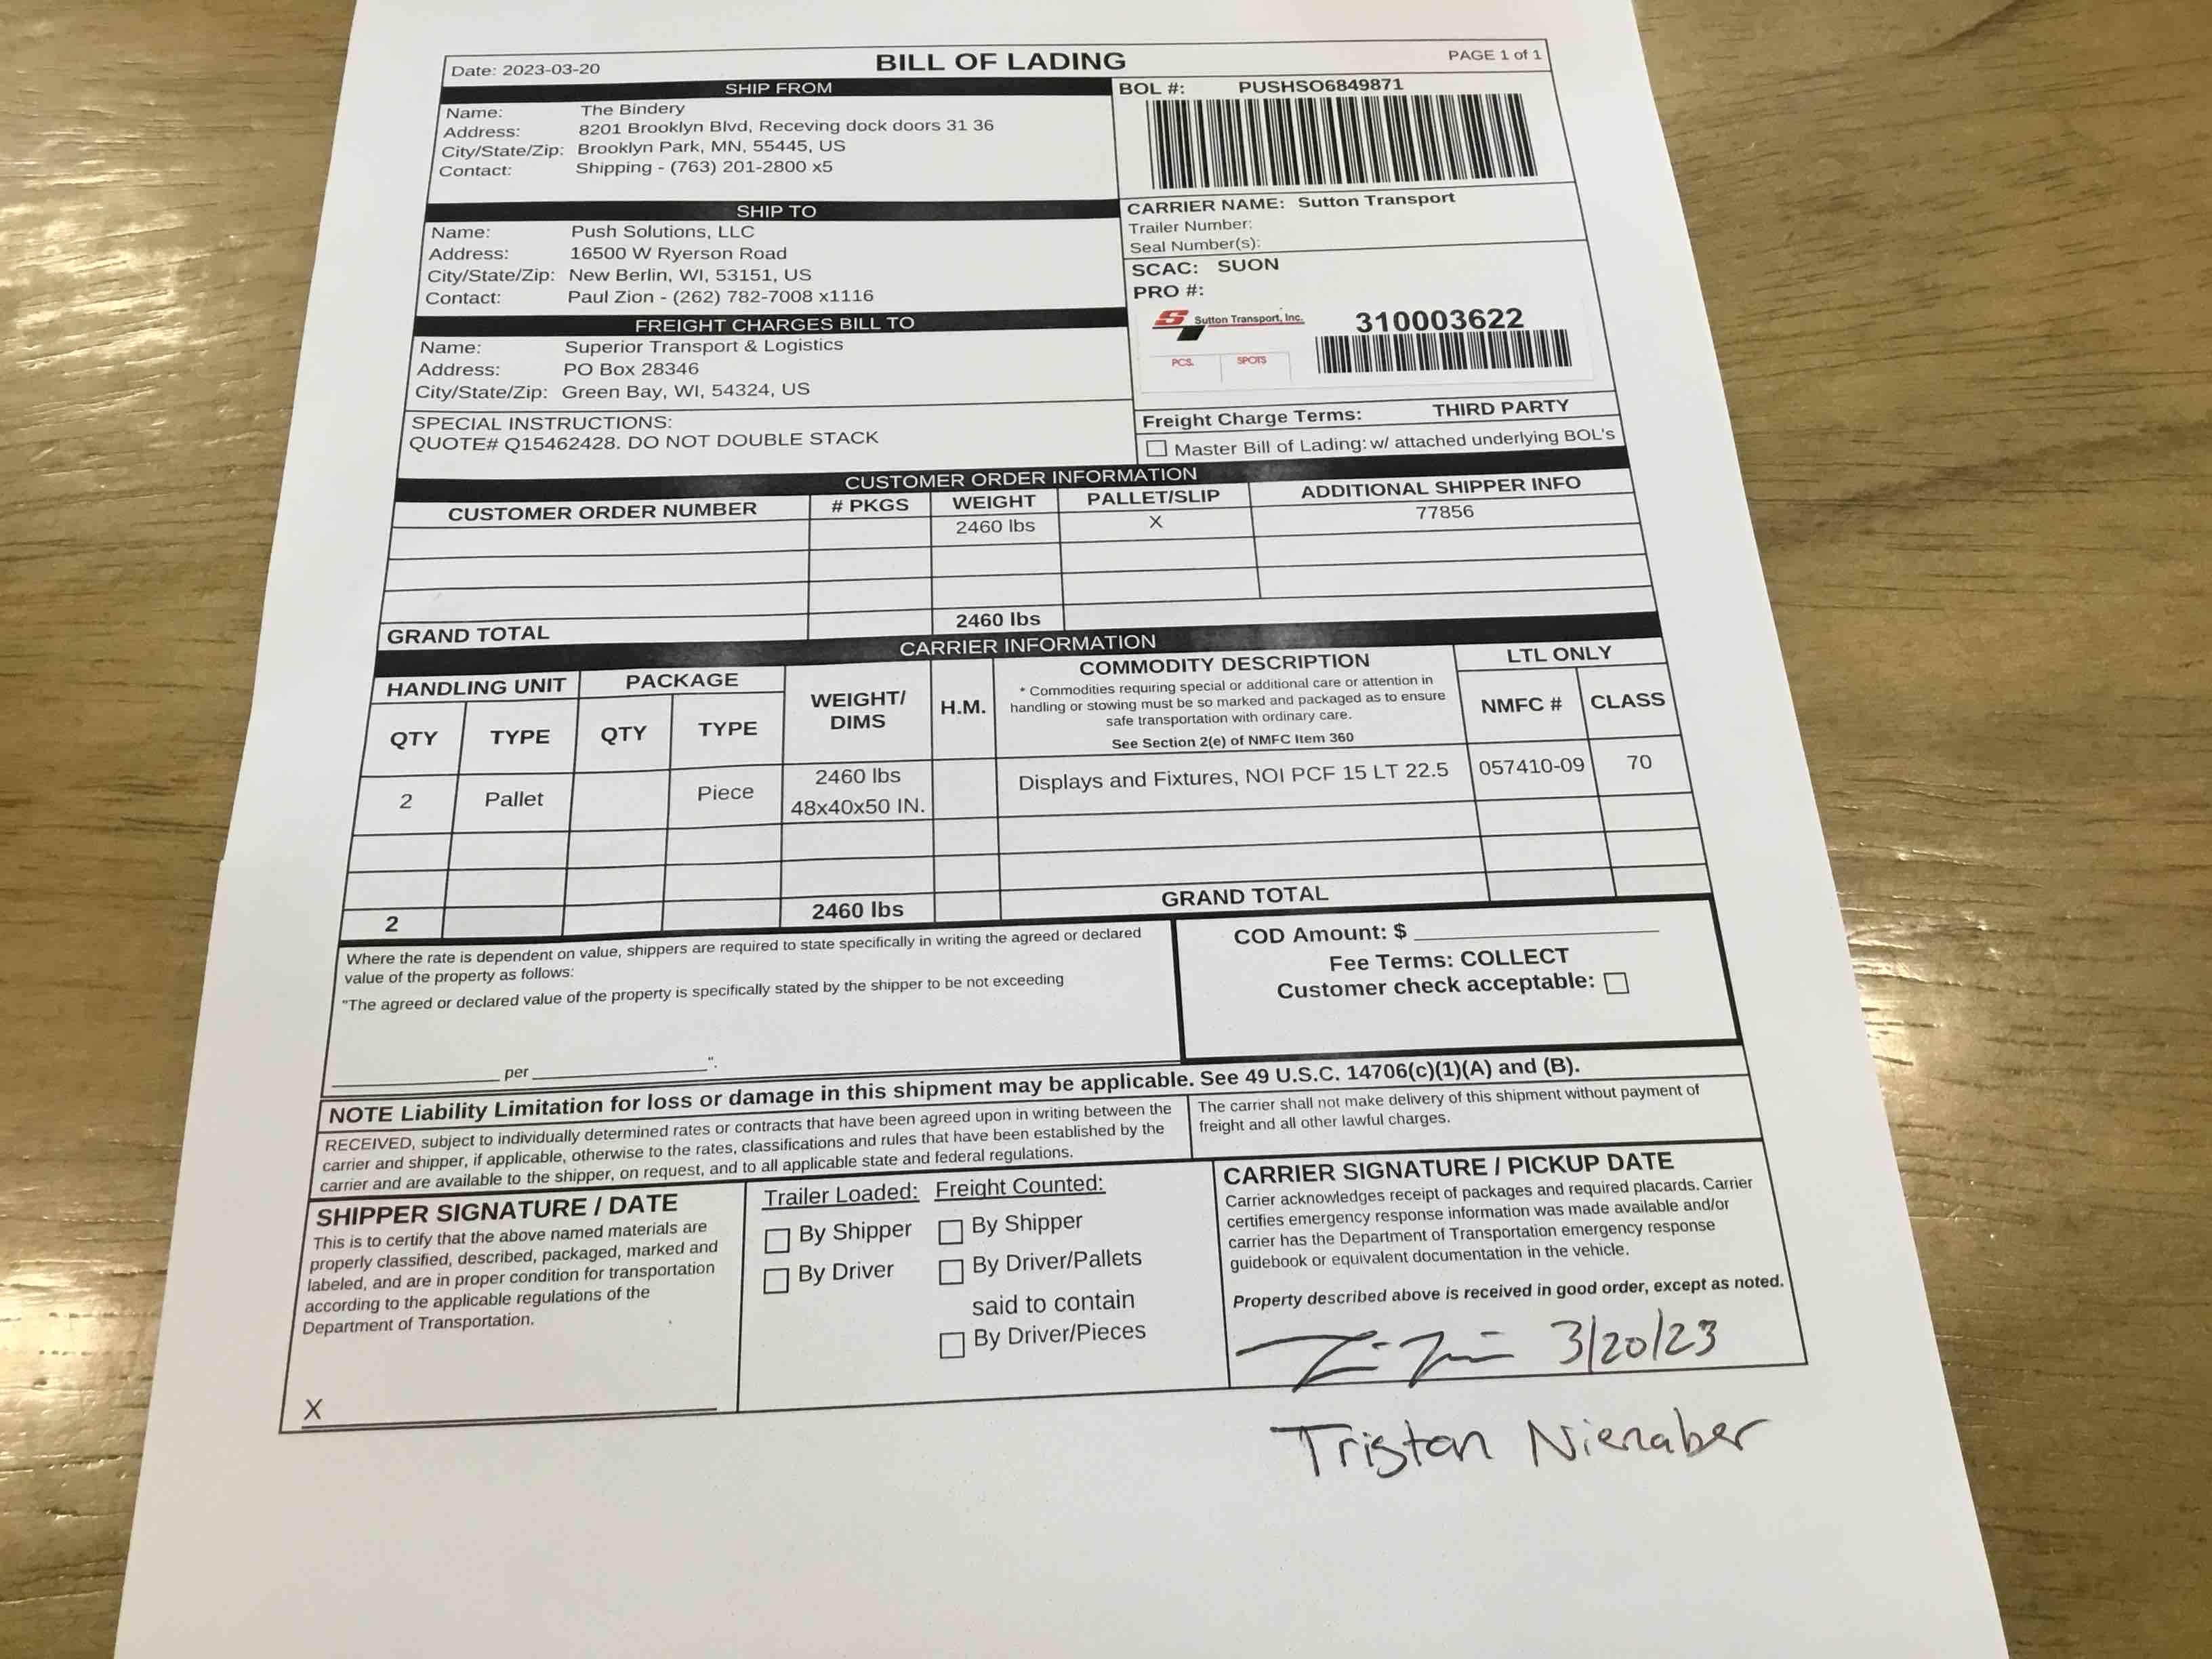 Date: 2023-03-20
BILL OF LADING
PAGE 1 of 1
SHIP FROM
Name: The Bindery
Address: 8201 Brooklyn Blvd, Receving dock doors 31 36
City/State/Zip: Brooklyn Park, MN, 55445, US
Contact: Shipping - (763) 201-2800 x5
BOL #: PUSHSO6849871
SHIP TO
Name: Push Solutions, LLC
Address: 16500 W Ryerson Road
City/State/Zip: New Berlin, WI, 53151, US
Contact: Paul Zion - (262) 782-7008 x1116
CARRIER NAME: Sutton Transport
Trailer Number:
Seal Number(s):
SCAC: SUON
PRO #:
Sutton Transport, Inc.
310003622
PCS. SPOTS
FREIGHT CHARGES BILL TO
Name: Superior Transport & Logistics
Address: PO Box 28346
City/State/Zip: Green Bay, WI, 54324, US
SPECIAL INSTRUCTIONS:
QUOTE# Q15462428. DO NOT DOUBLE STACK
Freight Charge Terms: THIRD PARTY
Master Bill of Lading: w/ attached underlying BOL's
CUSTOMER ORDER INFORMATION
CUSTOMER ORDER NUMBER # PKGS WEIGHT PALLET/SLIP ADDITIONAL SHIPPER INFO
2460 lbs X 77856
GRAND TOTAL 2460 lbs
CARRIER INFORMATION
HANDLING UNIT PACKAGE WEIGHT/ DIMS H.M. COMMODITY DESCRIPTION LTL ONLY
* Commodities requiring special or additional care or attention in
handling or stowing must be so marked and packaged as to ensure
safe transportation with ordinary care.
See Section 2(e) of NMFC Item 360
QTY TYPE QTY TYPE NMFC # CLASS
2 Pallet Piece 2460 lbs Displays and Fixtures, NOI PCF 15 LT 22.5 057410-09 70
48x40x50 IN.
2 2460 lbs GRAND TOTAL
Where the rate is dependent on value, shippers are required to state specifically in writing the agreed or declared
value of the property as follows:
"The agreed or declared value of the property is specifically stated by the shipper to be not exceeding
per ".
COD Amount: $
Fee Terms: COLLECT
Customer check acceptable:
NOTE Liability Limitation for loss or damage in this shipment may be applicable. See 49 U.S.C. 14706(c)(1)(A) and (B).
RECEIVED, subject to individually determined rates or contracts that have been agreed upon in writing between the
carrier and shipper, if applicable, otherwise to the rates, classifications and rules that have been established by the
carrier and are available to the shipper, on request, and to all applicable state and federal regulations.
The carrier shall not make delivery of this shipment without payment of
freight and all other lawful charges.
SHIPPER SIGNATURE / DATE
This is to certify that the above named materials are
properly classified, described, packaged, marked and
labeled, and are in proper condition for transportation
according to the applicable regulations of the
Department of Transportation.
X
Trailer Loaded:
By Shipper
By Driver
Freight Counted:
By Shipper
By Driver/Pallets
said to contain
By Driver/Pieces
CARRIER SIGNATURE / PICKUP DATE
Carrier acknowledges receipt of packages and required placards. Carrier
certifies emergency response information was made available and/or
carrier has the Department of Transportation emergency response
guidebook or equivalent documentation in the vehicle.
Property described above is received in good order, except as noted.
3/20/23
Tristan Nienaber